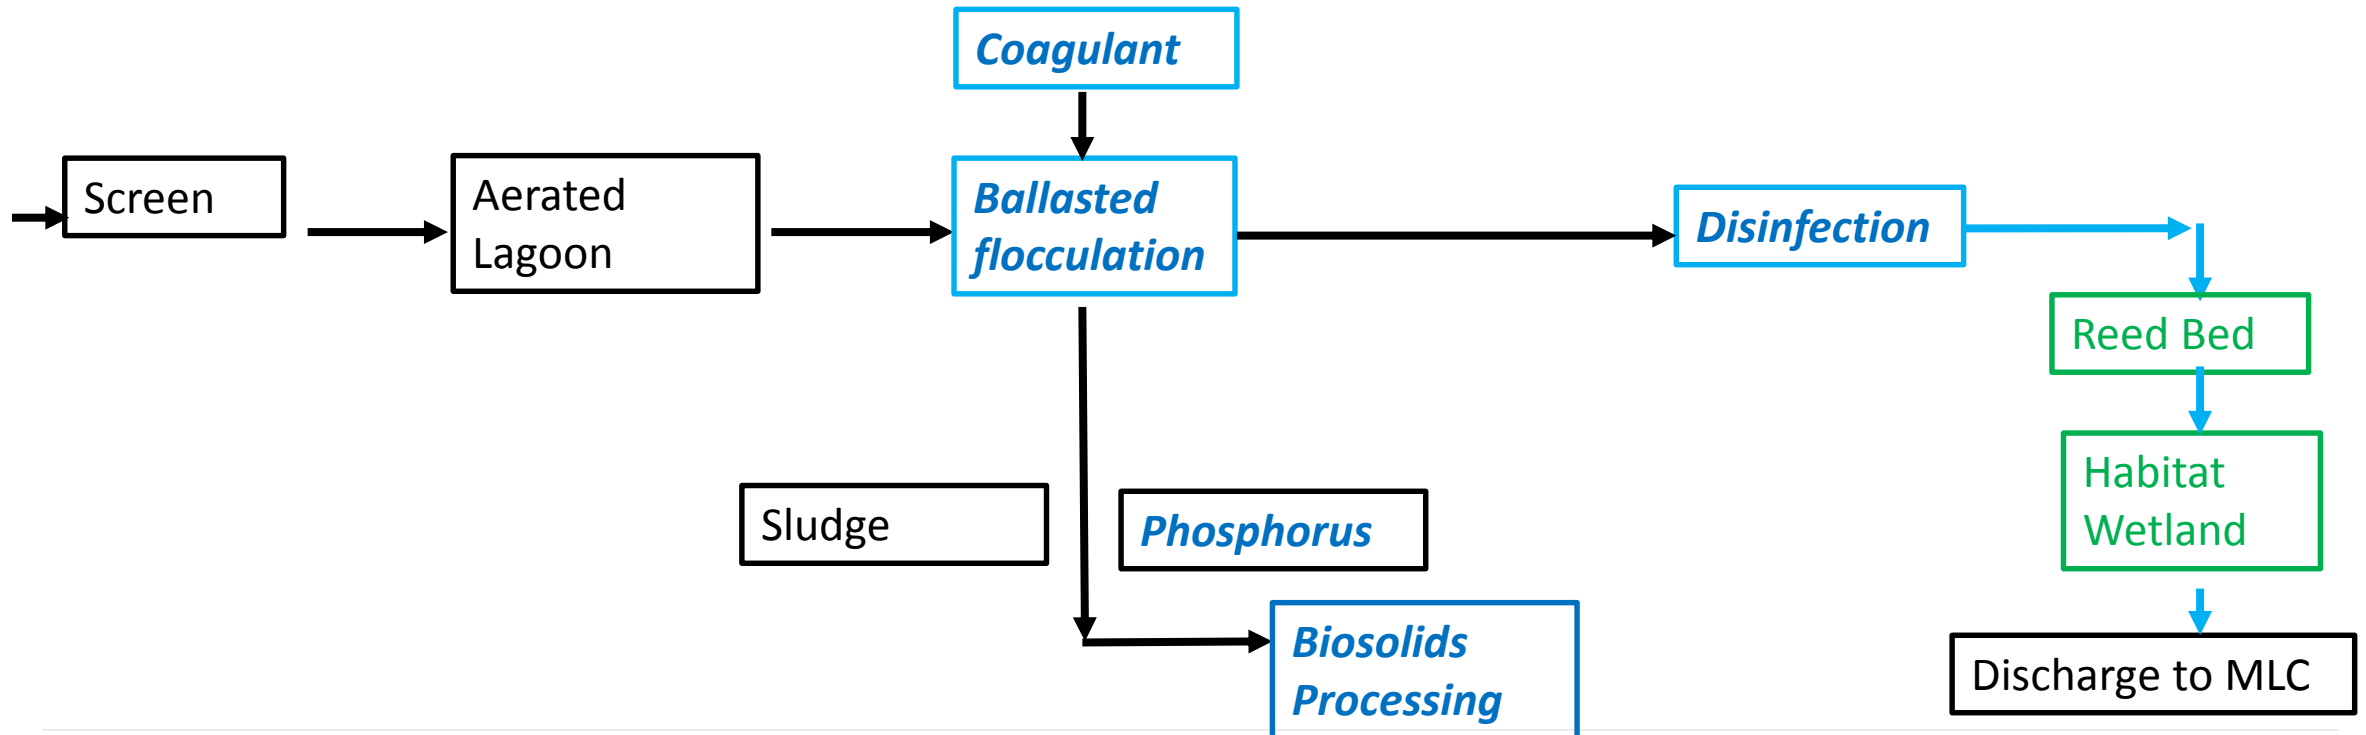 Coagulant
Screen
Aerated
Lagoon
Ballasted
flocculation
Disinfection
Reed Bed
Habitat
Wetland
Sludge
Phosphorus
Biosolids
Processing
Discharge to MLC